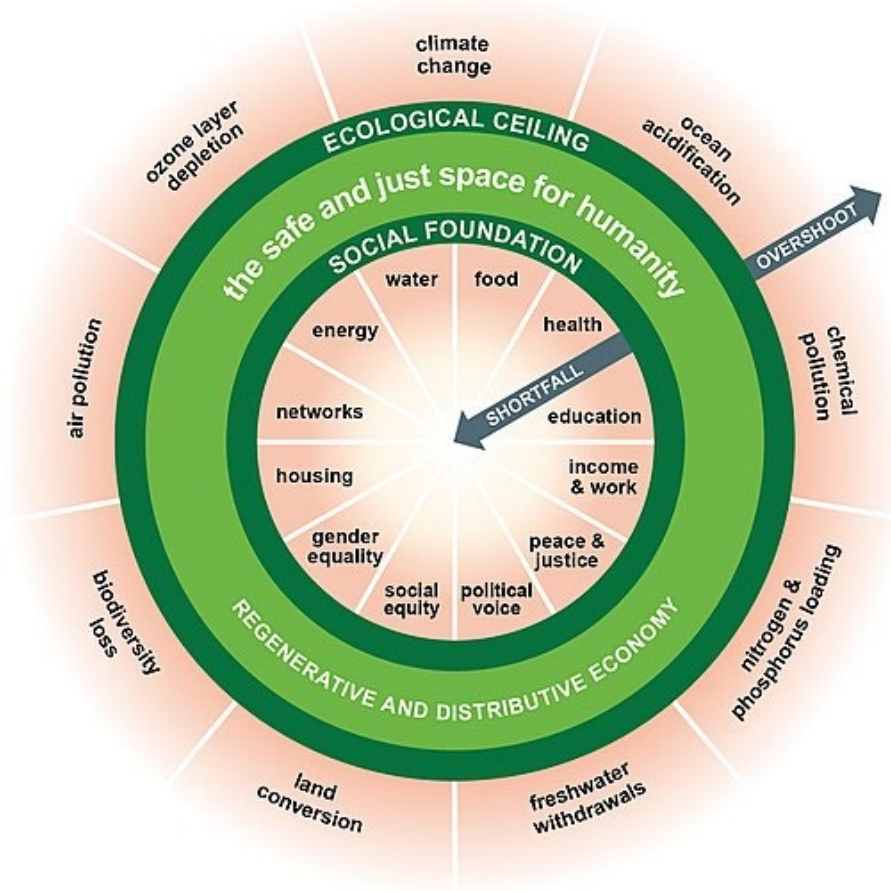 climate
change
ocean
acidification
chemical
pollution
nitrogen &
phosphorus loading
freshwater
withdrawals
land
conversion
biodiversity
loss
air pollution
ozone layer
depletion
OVERSHOOT
ECOLOGICAL CEILING
the safe and just space for humanity
SOCIAL FOUNDATION
water
food
health
SHORTFALL
education
income
& work
peace &
justice
political
voice
social
equity
gender
equality
housing
networks
energy
REGENERATIVE AND DISTRIBUTIVE ECONOMY